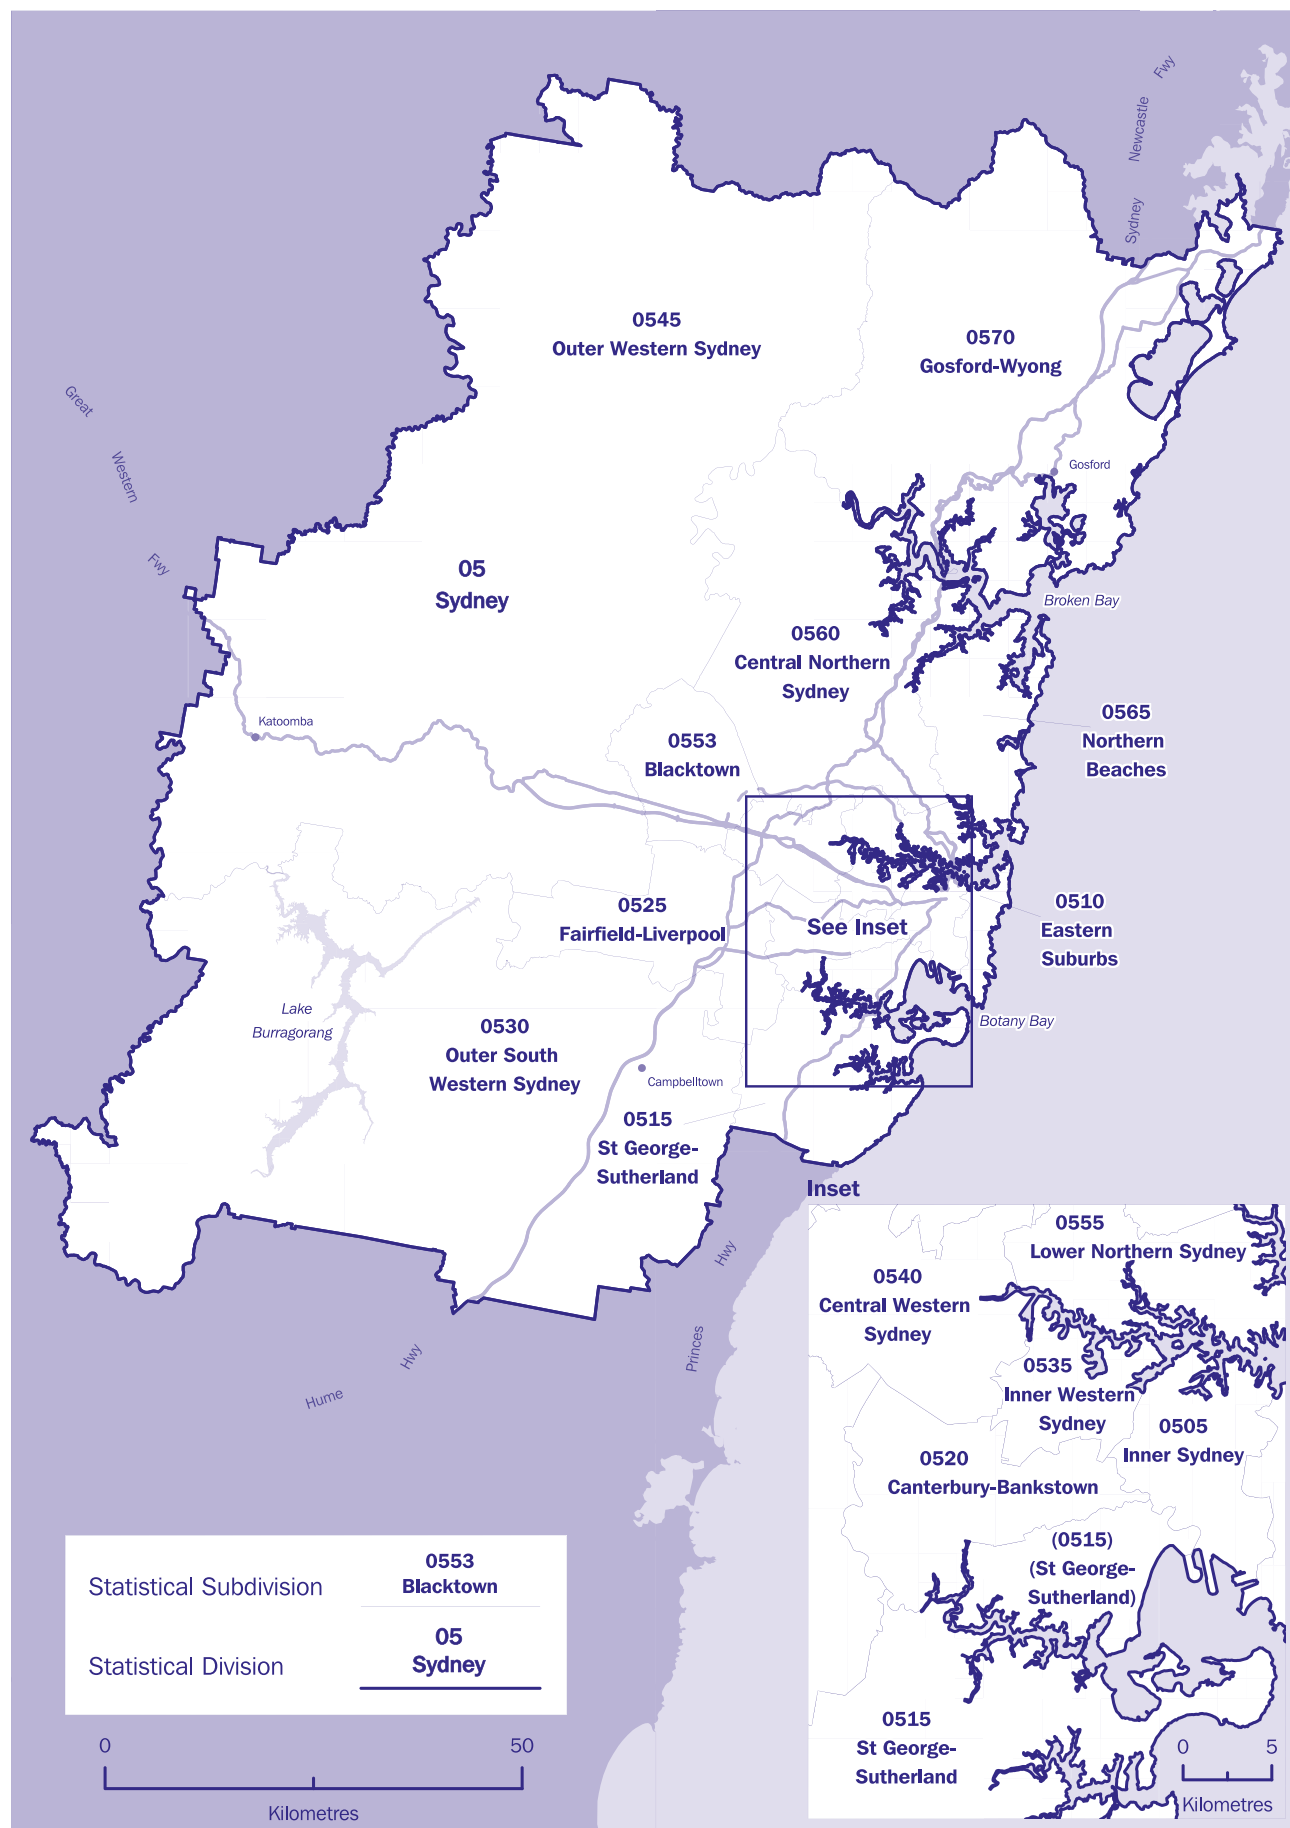 Fwy
Newcastle
Sydney
0545
Outer Western Sydney
0570
Gosford-Wyong
Great
Western
Fwy
Gosford
05
Sydney
Broken Bay
0560
Central Northern
Sydney
0565
Northern
Beaches
Katoomba
0553
Blacktown
0525
Fairfield-Liverpool
See Inset
0510
Eastern
Suburbs
Lake
Burragorang
0530
Outer South
Western Sydney
Botany Bay
Campbelltown
0515
St George-
Sutherland
Hwy
Princes
Hwy
Hume
Inset
0555
Lower Northern Sydney
0540
Central Western
Sydney
0535
Inner Western
Sydney
0505
Inner Sydney
0520
Canterbury-Bankstown
(0515)
(St George-
Sutherland)
0515
St George-
Sutherland
0 5
Kilometres
Statistical Subdivision
0553
Blacktown
Statistical Division
05
Sydney
0 50
Kilometres